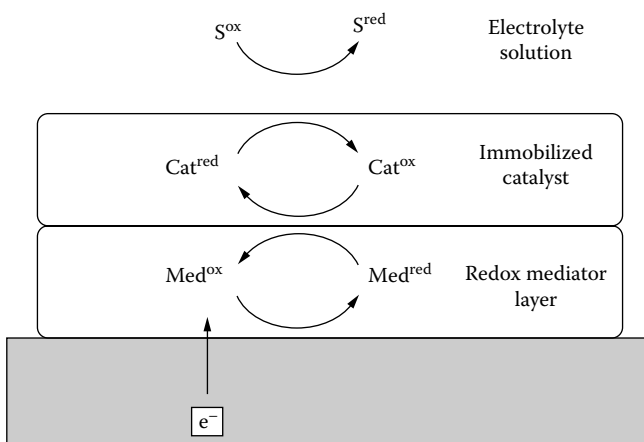 S^ox S^red
Electrolyte
solution
Cat^red Cat^ox
Immobilized
catalyst
Med^ox Med^red
Redox mediator
layer
e^−